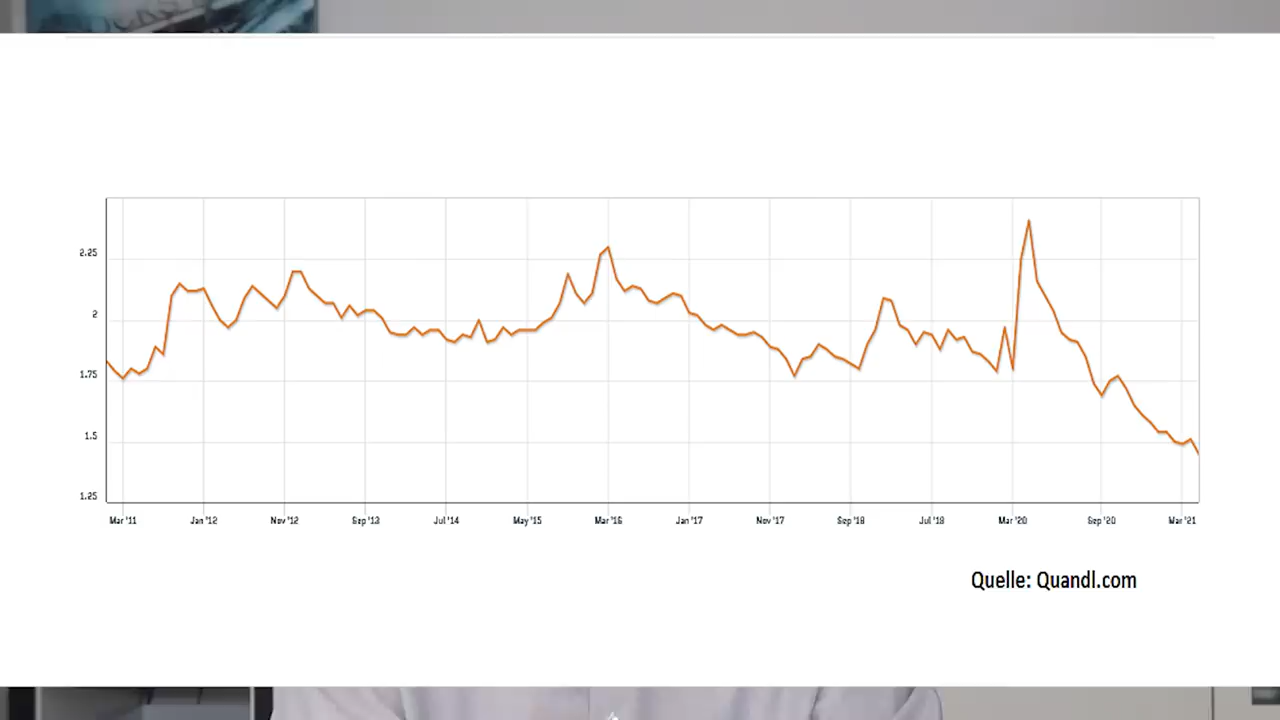 2.25
2
1.75
1.5
1.25
Mar '11 Jan '12 Nov '12 Sep '13 Jul '14 May '15 Mar '16 Jan '17 Nov '17 Sep '18 Jul '19 Mar '20 Sep '20 Mar '21
Quelle: Quandl.com